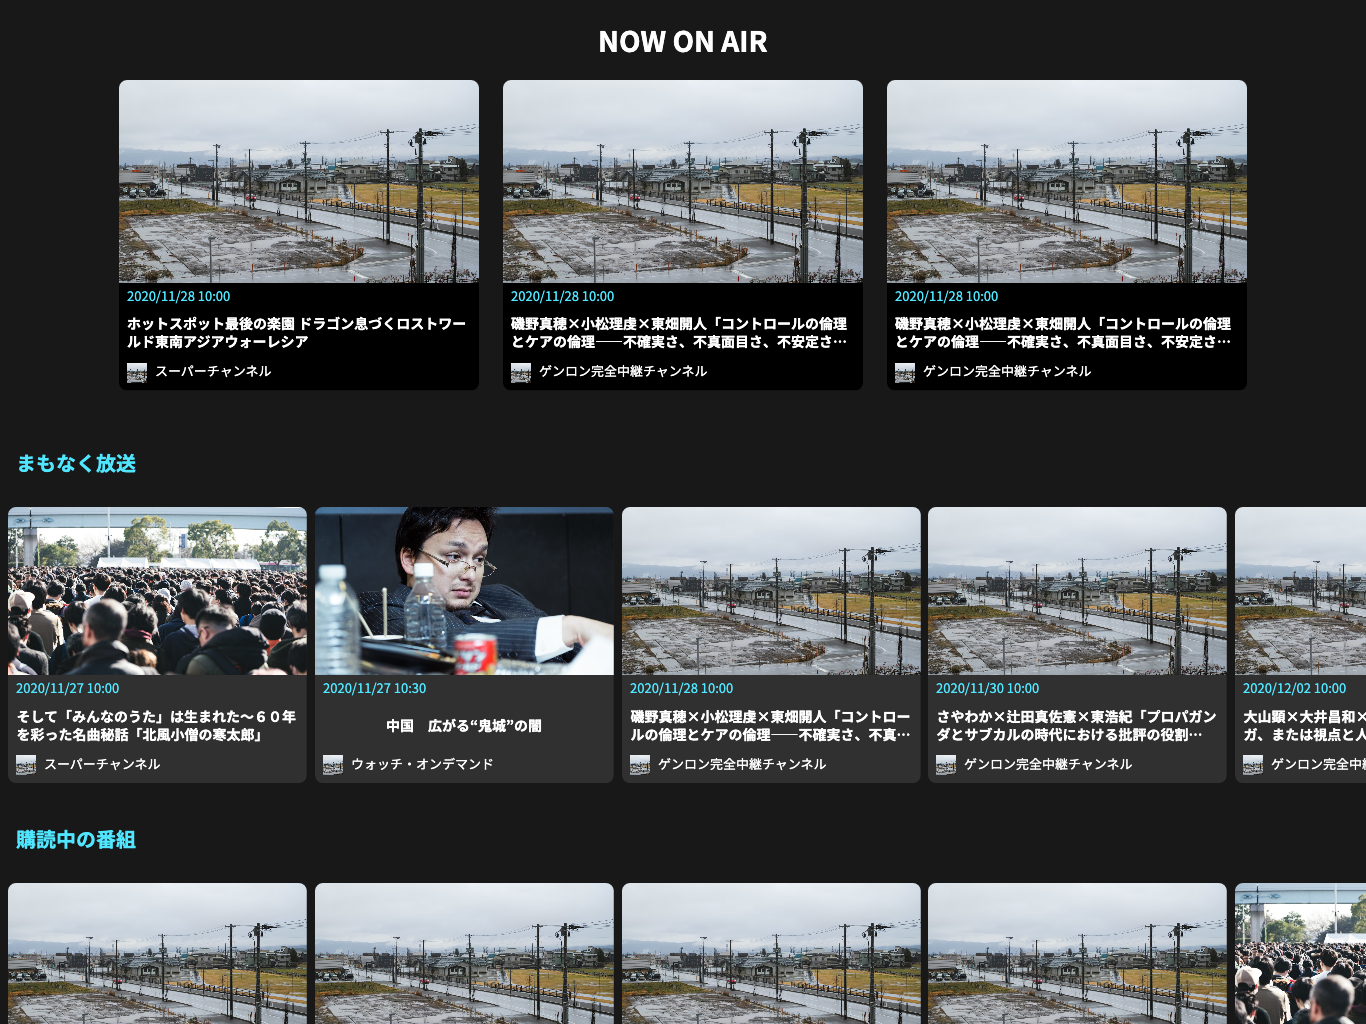 NOW ON AIR
2020/11/28 10:00
ホットスポット最後の楽園 ドラゴン息づくロストワー
ルド東南アジアウォーレシア
スーパーチャンネル
2020/11/28 10:00
磯野真穂×小松理虔×東畑開人「コントロールの倫理
とケアの倫理――不確実さ、不真面目さ、不安定さ…
ゲンロン完全中継チャンネル
2020/11/28 10:00
磯野真穂×小松理虔×東畑開人「コントロールの倫理
とケアの倫理――不確実さ、不真面目さ、不安定さ…
ゲンロン完全中継チャンネル
まもなく放送
2020/11/27 10:00
そして「みんなのうた」は生まれた～６０年
を彩った名曲秘話「北風小僧の寒太郎」
スーパーチャンネル
2020/11/27 10:30
中国　広がる“鬼城”の闇
ウォッチ・オンデマンド
2020/11/28 10:00
磯野真穂×小松理虔×東畑開人「コントロー
ルの倫理とケアの倫理――不確実さ、不真…
ゲンロン完全中継チャンネル
2020/11/30 10:00
さやわか×辻田真佐憲×東浩紀「プロパガン
ダとサブカルの時代における批評の役割…
ゲンロン完全中継チャンネル
2020/12/02 10:00
大山顕×大井昌和×
ガ、または視点と人
ゲンロン完全中
購読中の番組